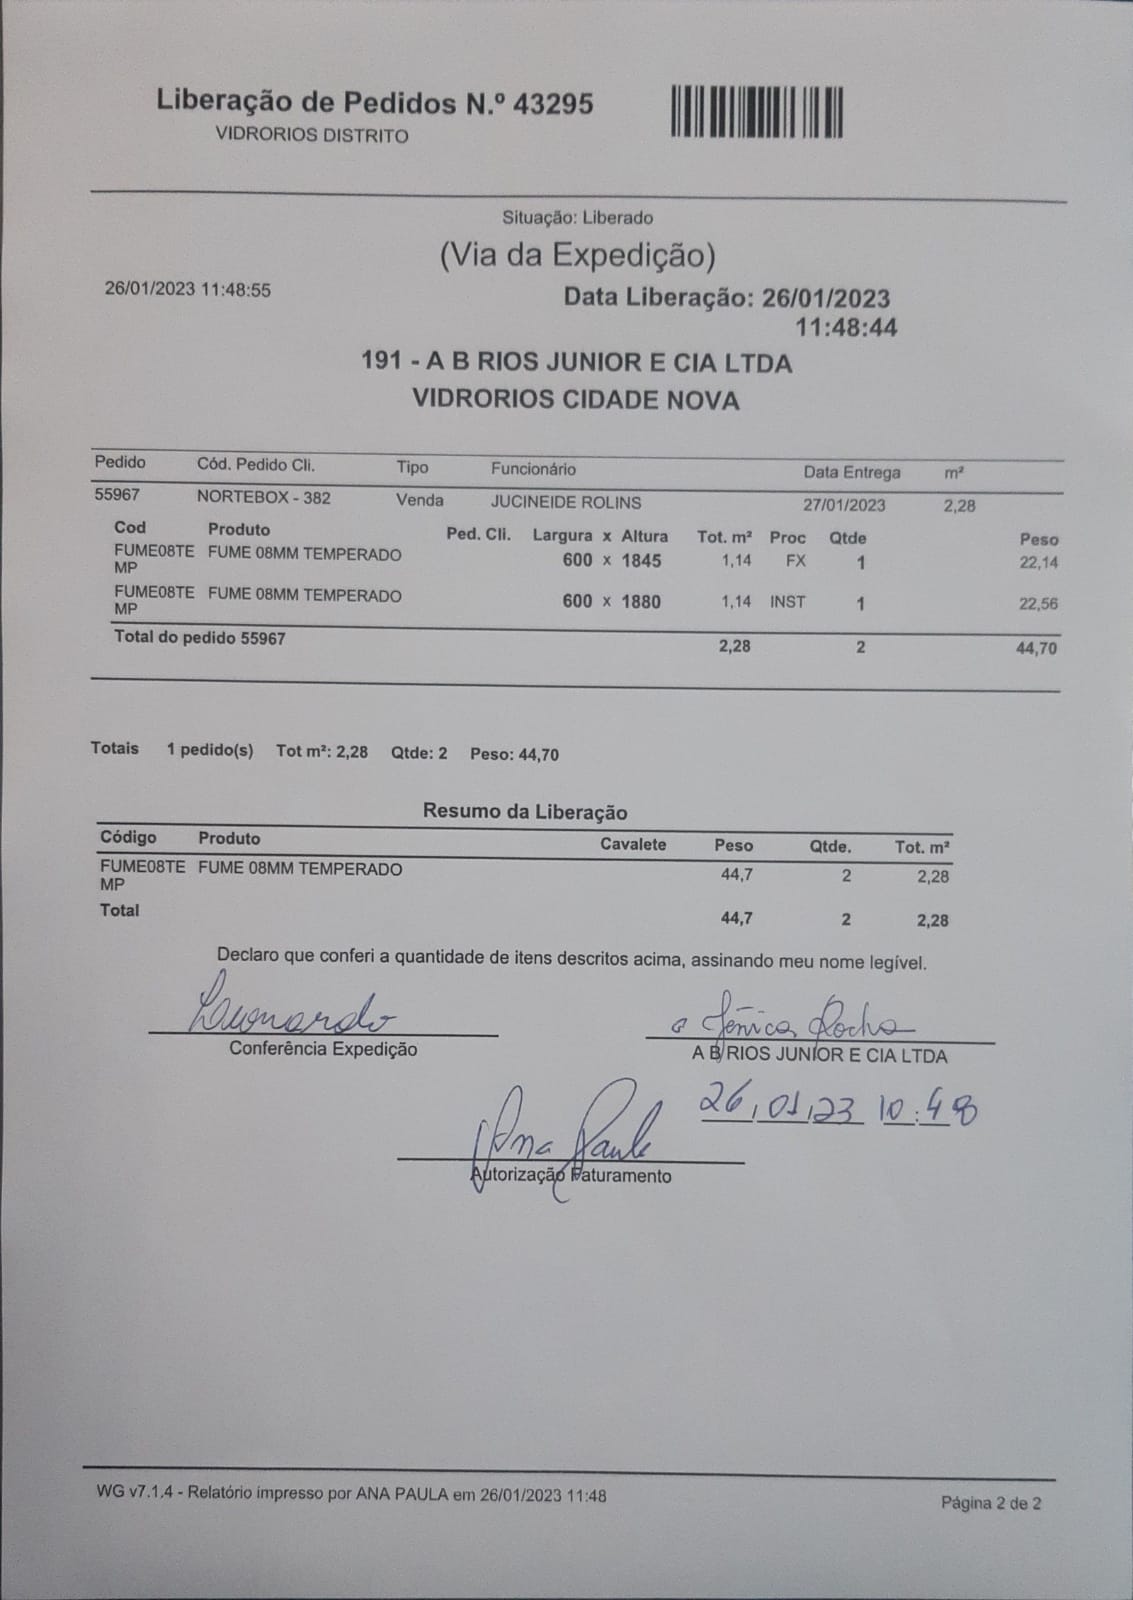 Liberação de Pedidos N.º 43295
VIDRORIOS DISTRITO
Situação: Liberado
(Via da Expedição)
26/01/2023 11:48:55
Data Liberação: 26/01/2023
11:48:44
191 - A B RIOS JUNIOR E CIA LTDA
VIDRORIOS CIDADE NOVA
Pedido Cód. Pedido Cli. Tipo Funcionário Data Entrega m²
55967 NORTEBOX - 382 Venda JUCINEIDE ROLINS 27/01/2023 2,28
Cod Produto Ped. Cli. Largura x Altura Tot. m² Proc Qtde Peso
FUME08TE FUME 08MM TEMPERADO 600 x 1845 1,14 FX 1 22,14
MP
FUME08TE FUME 08MM TEMPERADO 600 x 1880 1,14 INST 1 22,56
MP
Total do pedido 55967 2,28 2 44,70
Totais 1 pedido(s) Tot m²: 2,28 Qtde: 2 Peso: 44,70
Resumo da Liberação
Código Produto Cavalete Peso Qtde. Tot. m²
FUME08TE FUME 08MM TEMPERADO 44,7 2 2,28
MP
Total 44,7 2 2,28
Declaro que conferi a quantidade de itens descritos acima, assinando meu nome legível.
Leonardo Rocha
Conferência Expedição A B RIOS JUNIOR E CIA LTDA
26,01,23 10:48
Ana Paula
Autorização Faturamento
WG v7.1.4 - Relatório impresso por ANA PAULA em 26/01/2023 11:48
Página 2 de 2